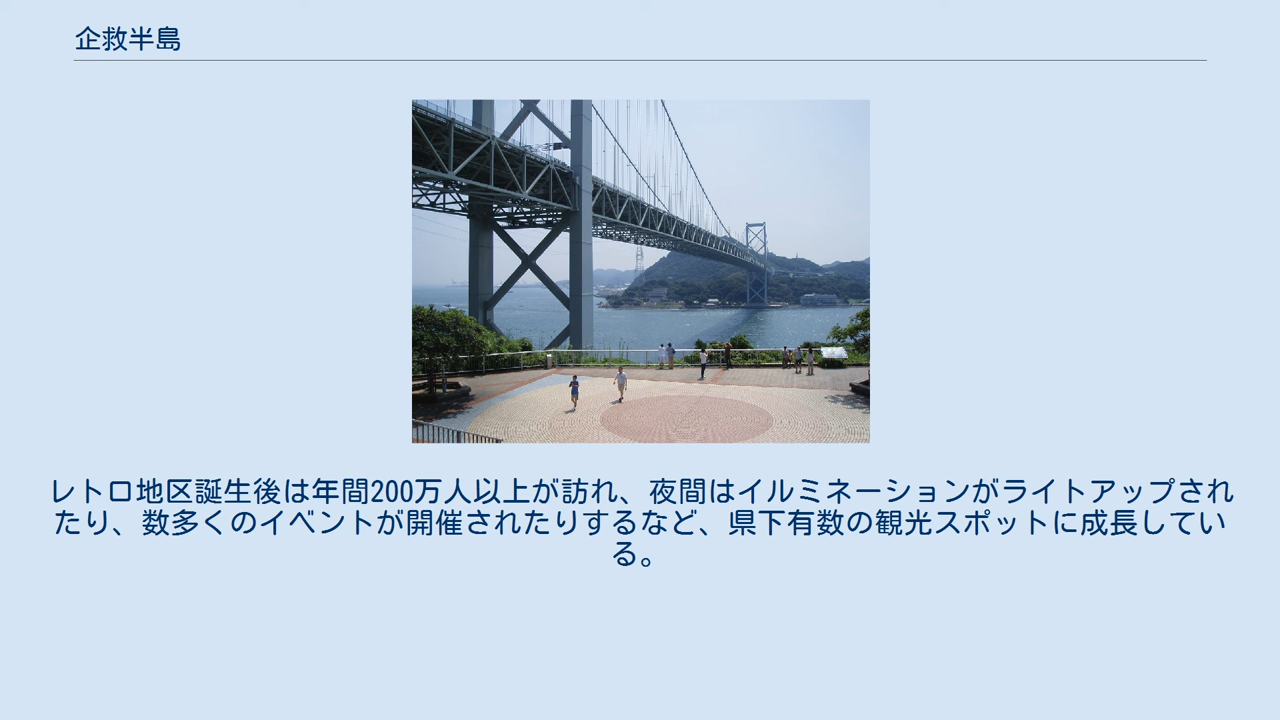 企救半島
レトロ地区誕生後は年間200万人以上が訪れ、夜間はイルミネーションがライトアップされ
たり、数多くのイベントが開催されたりするなど、県下有数の観光スポットに成長してい
る。